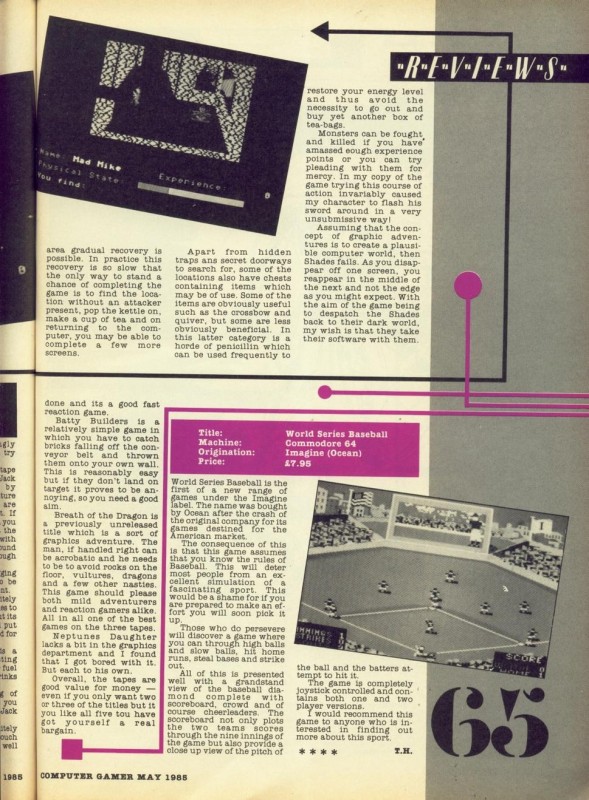 "R"E"V"I"E"W"S"
Name: Mad Mike
Physical State:
Experience
You find:
0
area gradual recovery is
possible. In practice this
recovery is so slow that
the only way to stand a
chance of completing the
game is to find the loca-
tion without an attacker
present, pop the kettle on,
make a cup of tea and on
returning to the com-
puter, you may be able to
complete a few more
screens.
Apart from hidden
traps ans secret doorways
to search for, some of the
locations also have chests
containing items which
may be of use. Some of the
items are obviously useful
such as the crossbow and
quiver, but some are less
obviously beneficial. In
this latter category is a
horde of penicillin which
can be used frequently to
restore your energy level
and thus avoid the
necessity to go out and
buy yet another box of
tea-bags.
Monsters can be fought
and killed if you have
amassed eough experience
points or you can try
pleading with them for
mercy. In my copy of the
game trying this course of
action invariably caused
my character to flash his
sword around in a very
unsubmissive way!
Assuming that the con-
cept of graphic adven-
tures is to create a plausi-
ble computer world, then
Shades fails. As you disap-
pear off one screen, you
reappear in the middle of
the next and not the edge
as you might expect. With
the aim of the game being
to despatch the Shades
back to their dark world,
my wish is that they take
their software with them.
done and its a good fast
reaction game.
Batty Builders is a
relatively simple game in
which you have to catch
bricks falling off the con-
veyor belt and thrown
them onto your own wall.
This is reasonably easy
but if they don't land on
target it proves to be an-
noying, so you need a good
aim.
Breath of the Dragon is
a previously unreleased
title which is a sort of
graphics adventure. The
man, if handled right can
be acrobatic and he needs
to be to avoid rocks on the
floor, vultures, dragons
and a few other nasties.
This game should please
both mild adventurers
and reaction gamers alike.
All in all one of the best
games on the three tapes.
Neptunes Daughter
lacks a bit in the graphics
department and I found
that I got bored with it.
But each to his own.
Overall, the tapes are
good value for money —
even if you only want two
or three of the titles but it
you like all five tou have
got yourself a real
bargain.
Title: World Series Baseball
Machine: Commodore 64
Origination: Imagine (Ocean)
Price: £7.95
World Series Baseball is the
first of a new range of
games under the Imagine
label. The name was bought
by Ocean after the crash of
the original company for its
games destined for the
American market.
The consequence of this
is that this game assumes
that you know the rules of
Baseball. This will deter
most people from an ex-
cellent simulation of a
fascinating sport. This
would be a shame for if you
are prepared to make an ef-
fort you will soon pick it
up.
Those who do persevere
will discover a game where
you can through high balls
and slow balls, hit home
runs, steal bases and strike
out.
All of this is presented
well with a grandstand
view of the baseball dia-
mond complete with
scoreboard, crowd and of
course cheerleaders. The
scoreboard not only plots
the two teams scores
through the nine innings of
the game but also provide a
close up view of the pitch of
the ball and the batters at-
tempt to hit it.
The game is completely
joystick controlled and con-
tains both one and two
player versions.
I would recommend this
game to anyone who is in-
terested in finding out
more about this sport.
* * * * T.H.
SCORE
65
1985
COMPUTER GAMER MAY 1985